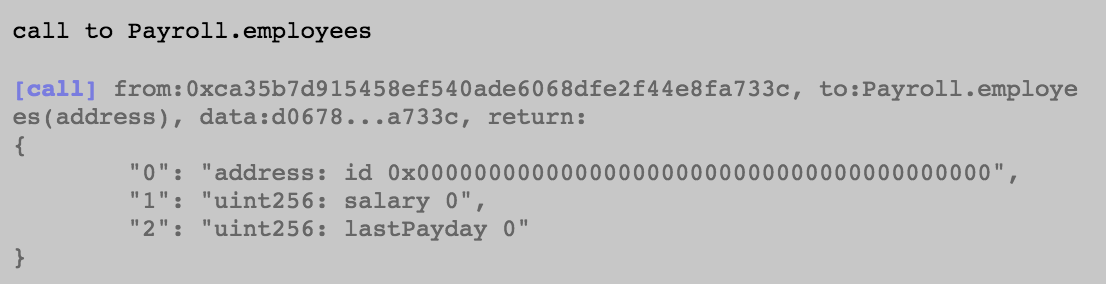 call to Payroll.employees
[call] from:0xca35b7d915458ef540ade6068dfe2f44e8fa733c, to:Payroll.employe
es(address), data:d0678...a733c, return:
{
"0": "address: id 0x0000000000000000000000000000000000000000",
"1": "uint256: salary 0",
"2": "uint256: lastPayday 0"
}